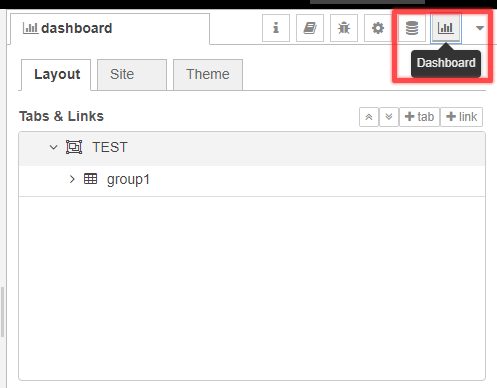 dashboard
Dashboard
Layout
Site
Theme
Tabs & Links
+ tab
+ link
TEST
group1